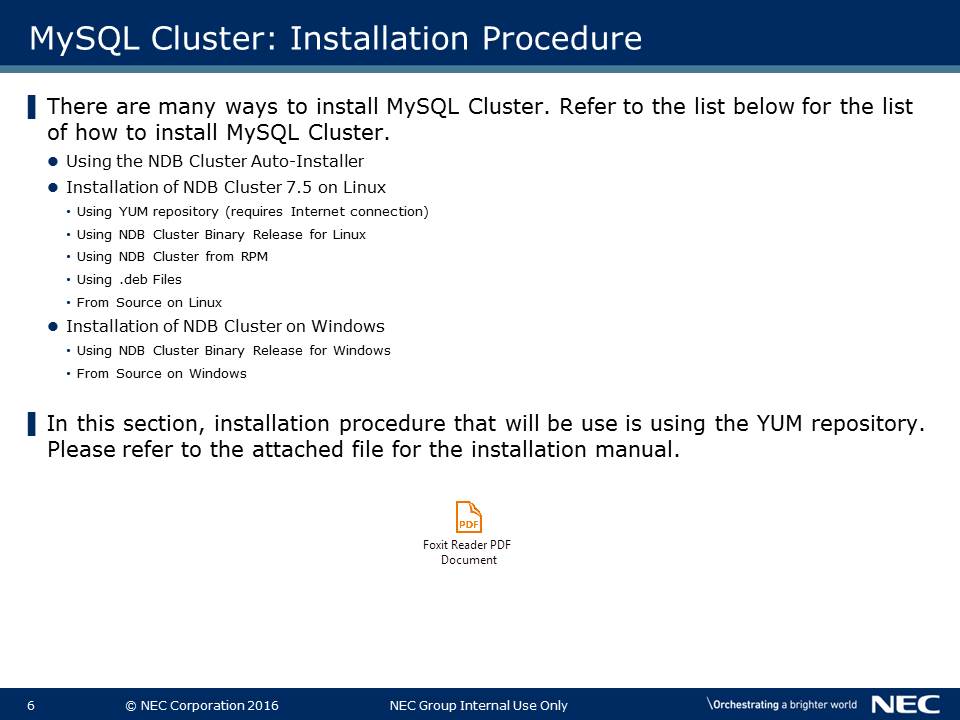 MySQL Cluster: Installation Procedure
There are many ways to install MySQL Cluster. Refer to the list below for the list
of how to install MySQL Cluster.
Using the NDB Cluster Auto-Installer
Installation of NDB Cluster 7.5 on Linux
Using YUM repository (requires Internet connection)
Using NDB Cluster Binary Release for Linux
Using NDB Cluster from RPM
Using .deb Files
From Source on Linux
Installation of NDB Cluster on Windows
Using NDB Cluster Binary Release for Windows
From Source on Windows
In this section, installation procedure that will be use is using the YUM repository.
Please refer to the attached file for the installation manual.
PDF
Foxit Reader PDF
Document
6 © NEC Corporation 2016 NEC Group Internal Use Only \Orchestrating a brighter world NEC